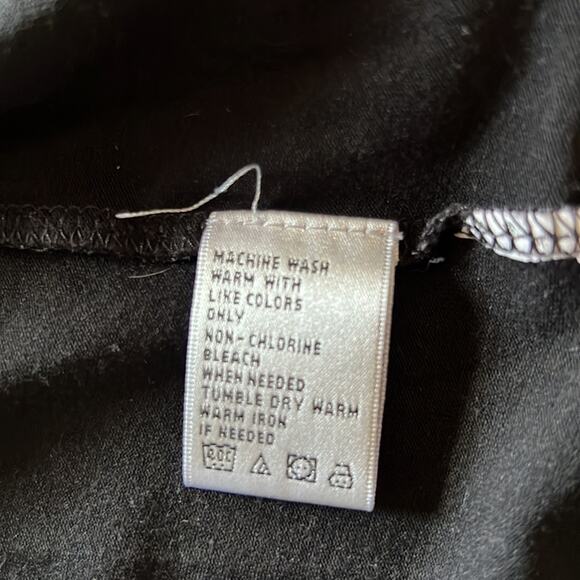 MACHINE WASH
WARM WITH
LIKE COLORS
ONLY
NON-CHLORINE
BLEACH
WHEN NEEDED
TUMBLE DRY WARM
WARM IRON
IF NEEDED